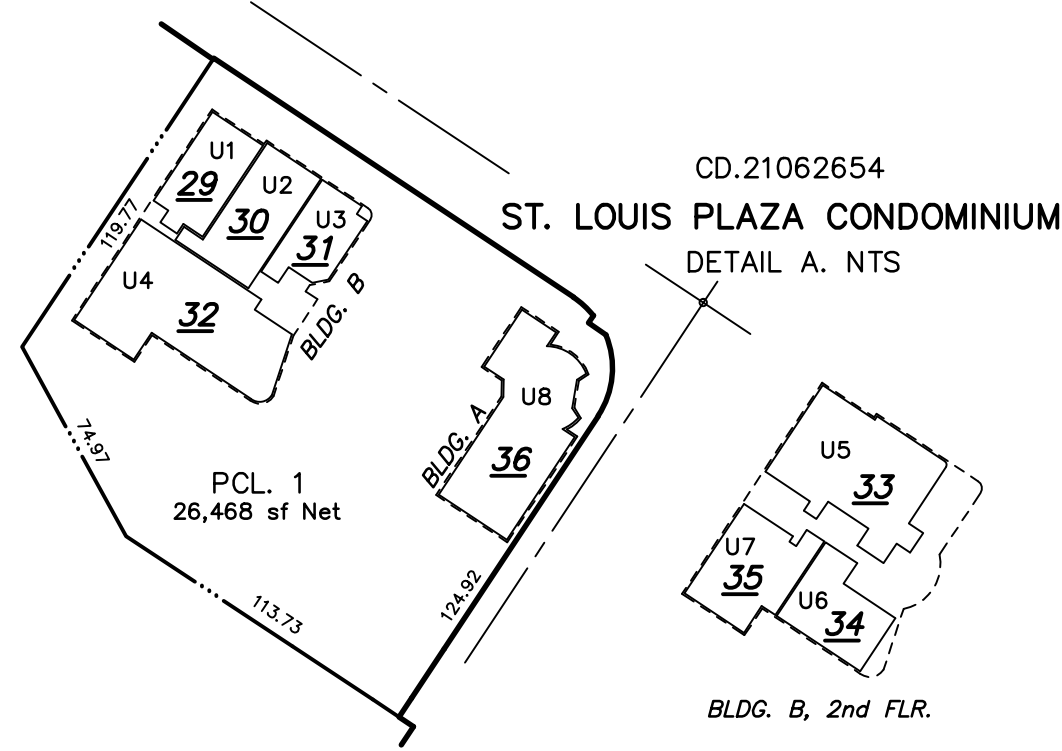 CD.21062654
ST. LOUIS PLAZA CONDOMINIUM
DETAIL A. NTS
U1
29
U2
30
U3
31
119.77
U4
32
BLDG. B
U8
36
BLDG. A
74.97
PCL. 1
26,468 sf Net
113.73
124.92
U5
33
U7
35
U6
34
BLDG. B, 2nd FLR.